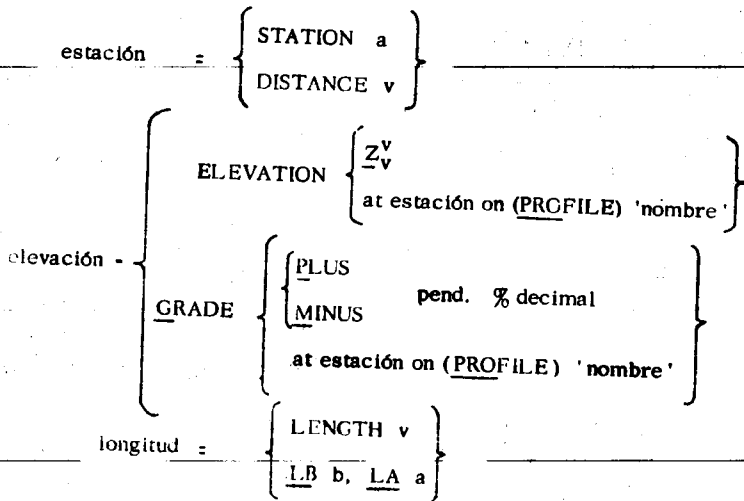 STATION a
estación =
DISTANCE v
Z v
ELEVATION v
at estación on (PROFILE) 'nombre'
elevación -
PLUS
GRADE pend. % decimal
MINUS
at estación on (PROFILE) 'nombre'
LENGTH v
longitud =
LB b, LA a